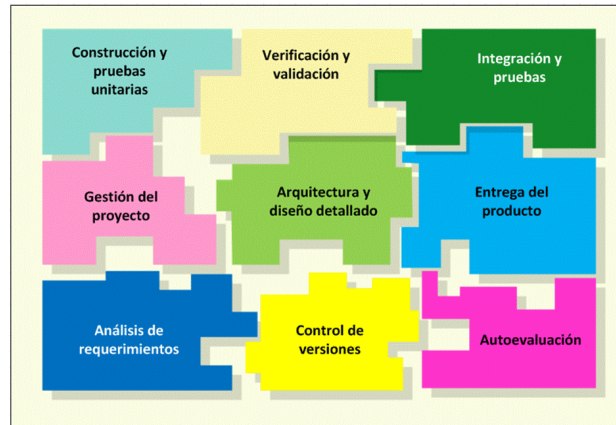 Construcción y
pruebas
unitarias
Verificación y
validación
Integración y
pruebas
Gestión del
proyecto
Arquitectura y
diseño detallado
Entrega del
producto
Análisis de
requerimientos
Control de
versiones
Autoevaluación